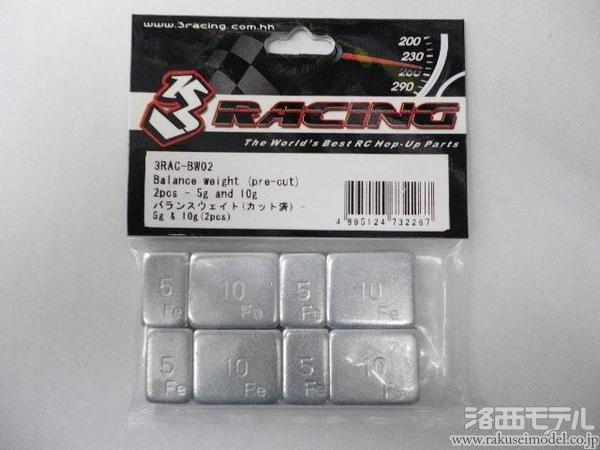 www.3racing.com.hk
200
230
260
290
3 RACING
The World's Best RC Hop-Up Parts
3RAC-BW02
Balance weight (pre-cut)
2pcs - 5g and 10g
バランスウェイト(カット済) -
5g & 10g(2pcs)
4 895124 732267
5 10 5 10
Fe Fe Fe
5 10 5 10
Fe Fe Fe
洛西モデル
www.rakuseimodel.co.jp